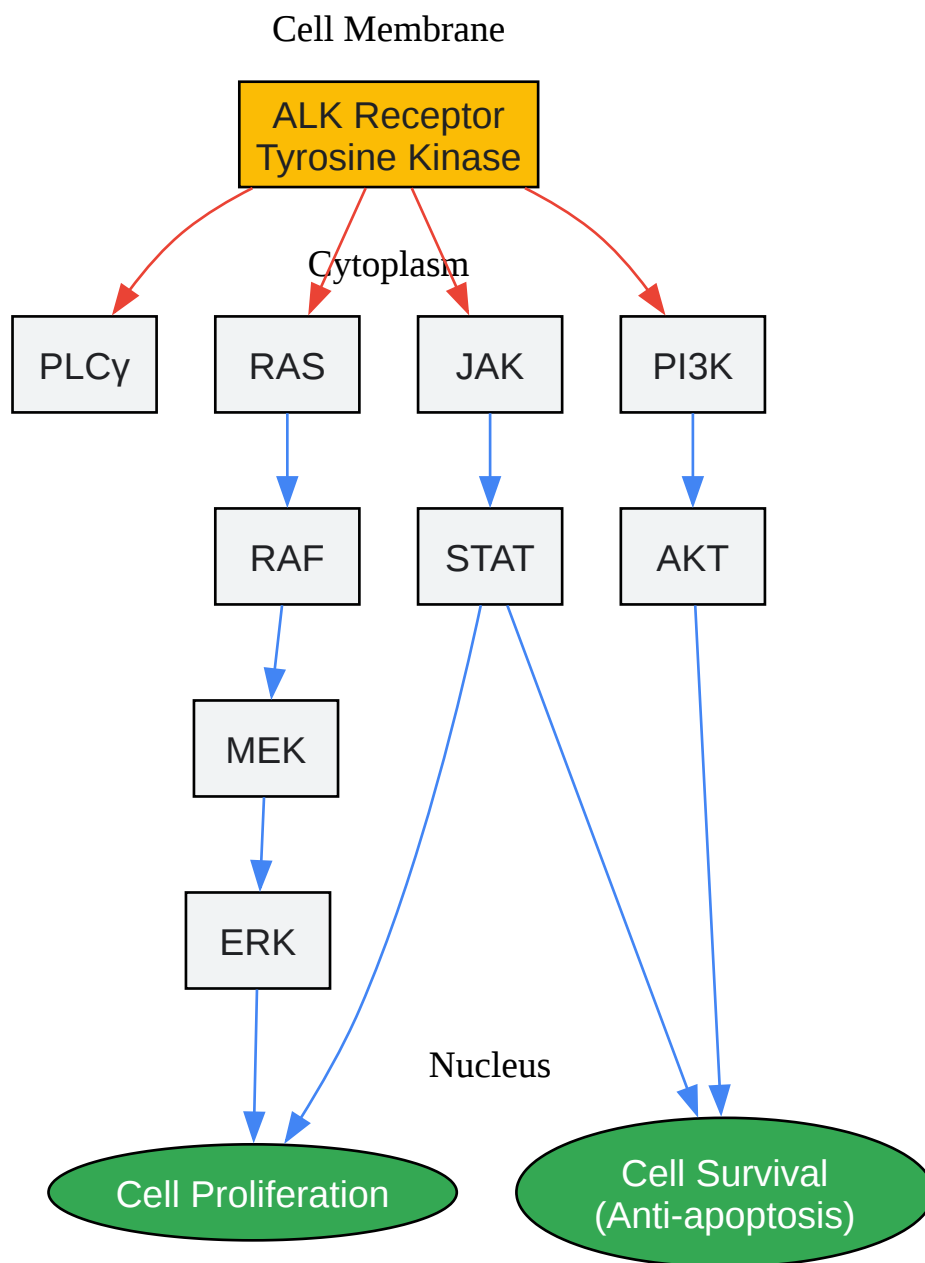 Cell Membrane
ALK Receptor
Tyrosine Kinase
Cytoplasm
PLCγ
RAS
JAK
PI3K
RAF
STAT
AKT
MEK
ERK
Nucleus
Cell Proliferation
Cell Survival
(Anti-apoptosis)